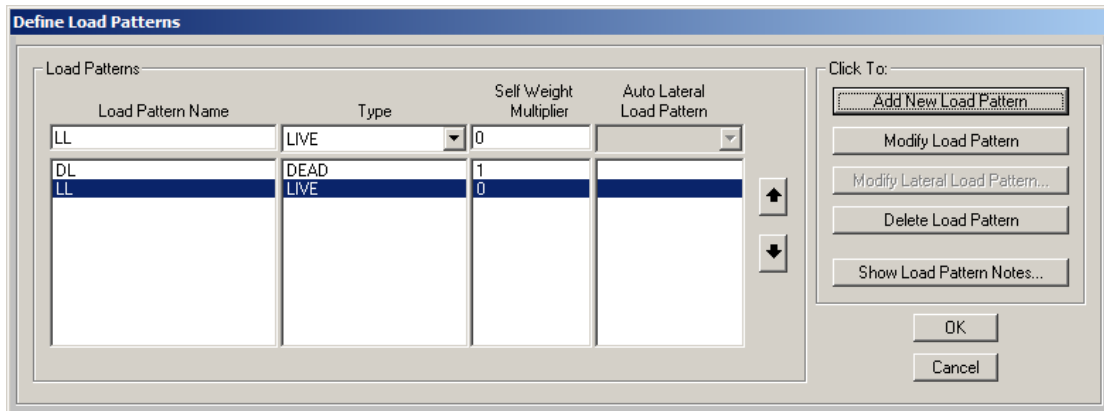 Define Load Patterns
Load Patterns
Load Pattern Name Type Self Weight Multiplier Auto Lateral Load Pattern
LL LIVE 0
DL DEAD 1
LL LIVE 0
Click To:
Add New Load Pattern
Modify Load Pattern
Modify Lateral Load Pattern...
Delete Load Pattern
Show Load Pattern Notes...
OK
Cancel